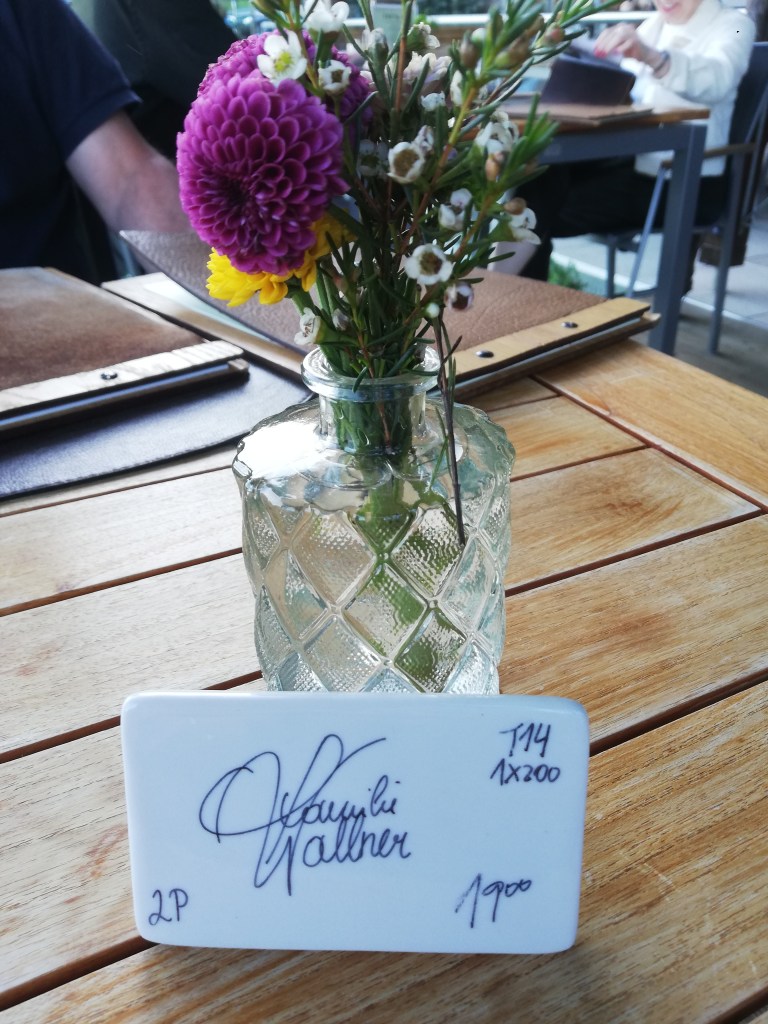 T14
1x200
Familie
Wallner
2P
19⁰⁰